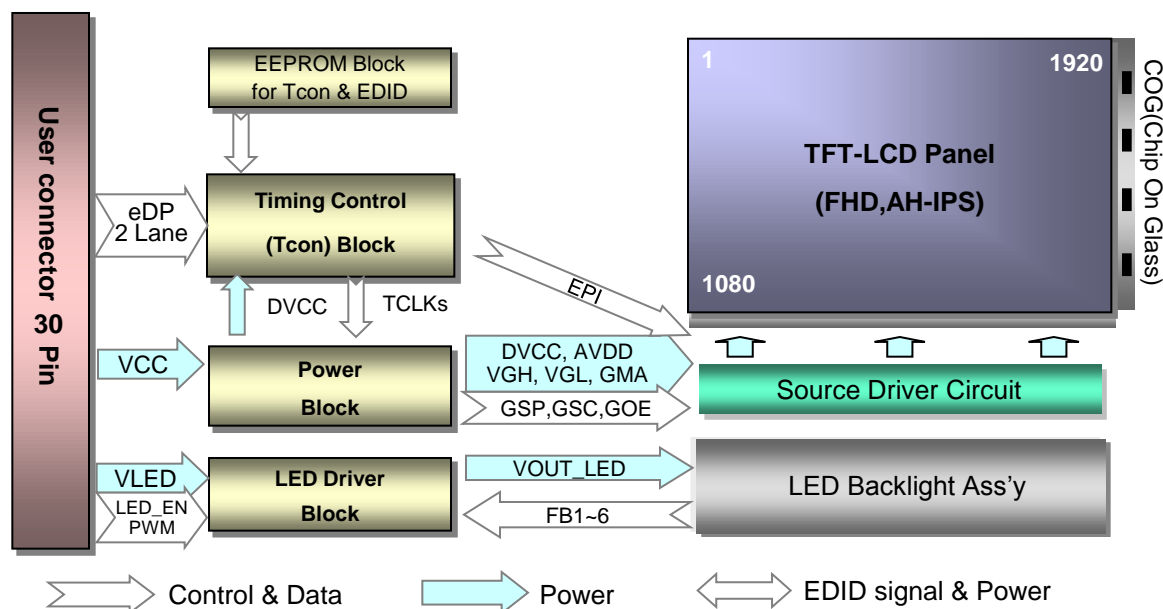 EEPROM Block
for Tcon & EDID
User connector 30 Pin
eDP
2 Lane
Timing Control
(Tcon) Block
DVCC
TCLKs
EPI
1
1920
TFT-LCD Panel
(FHD,AH-IPS)
1080
COG(Chip On Glass)
VCC
Power
Block
DVCC, AVDD
VGH, VGL, GMA
GSP,GSC,GOE
Source Driver Circuit
VLED
LED_EN
PWM
LED Driver
Block
VOUT_LED
FB1~6
LED Backlight Ass'y
Control & Data
Power
EDID signal & Power